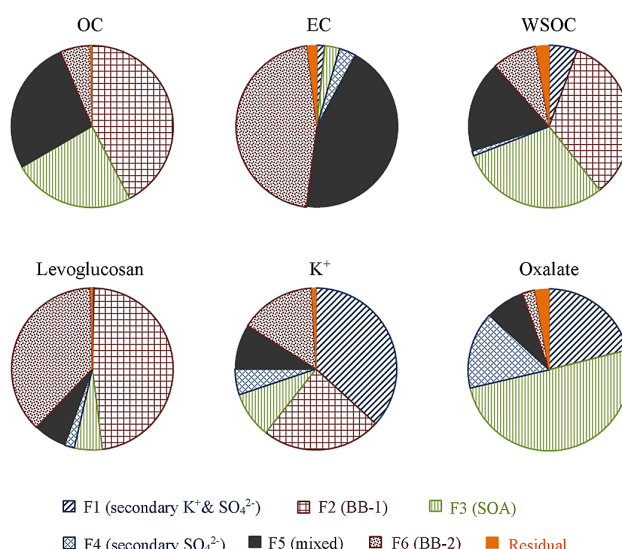 OC EC WSOC
Levoglucosan K⁺ Oxalate
F1 (secondary K⁺& SO₄²⁻) F2 (BB-1) F3 (SOA)
F4 (secondary SO₄²⁻) F5 (mixed) F6 (BB-2) Residual